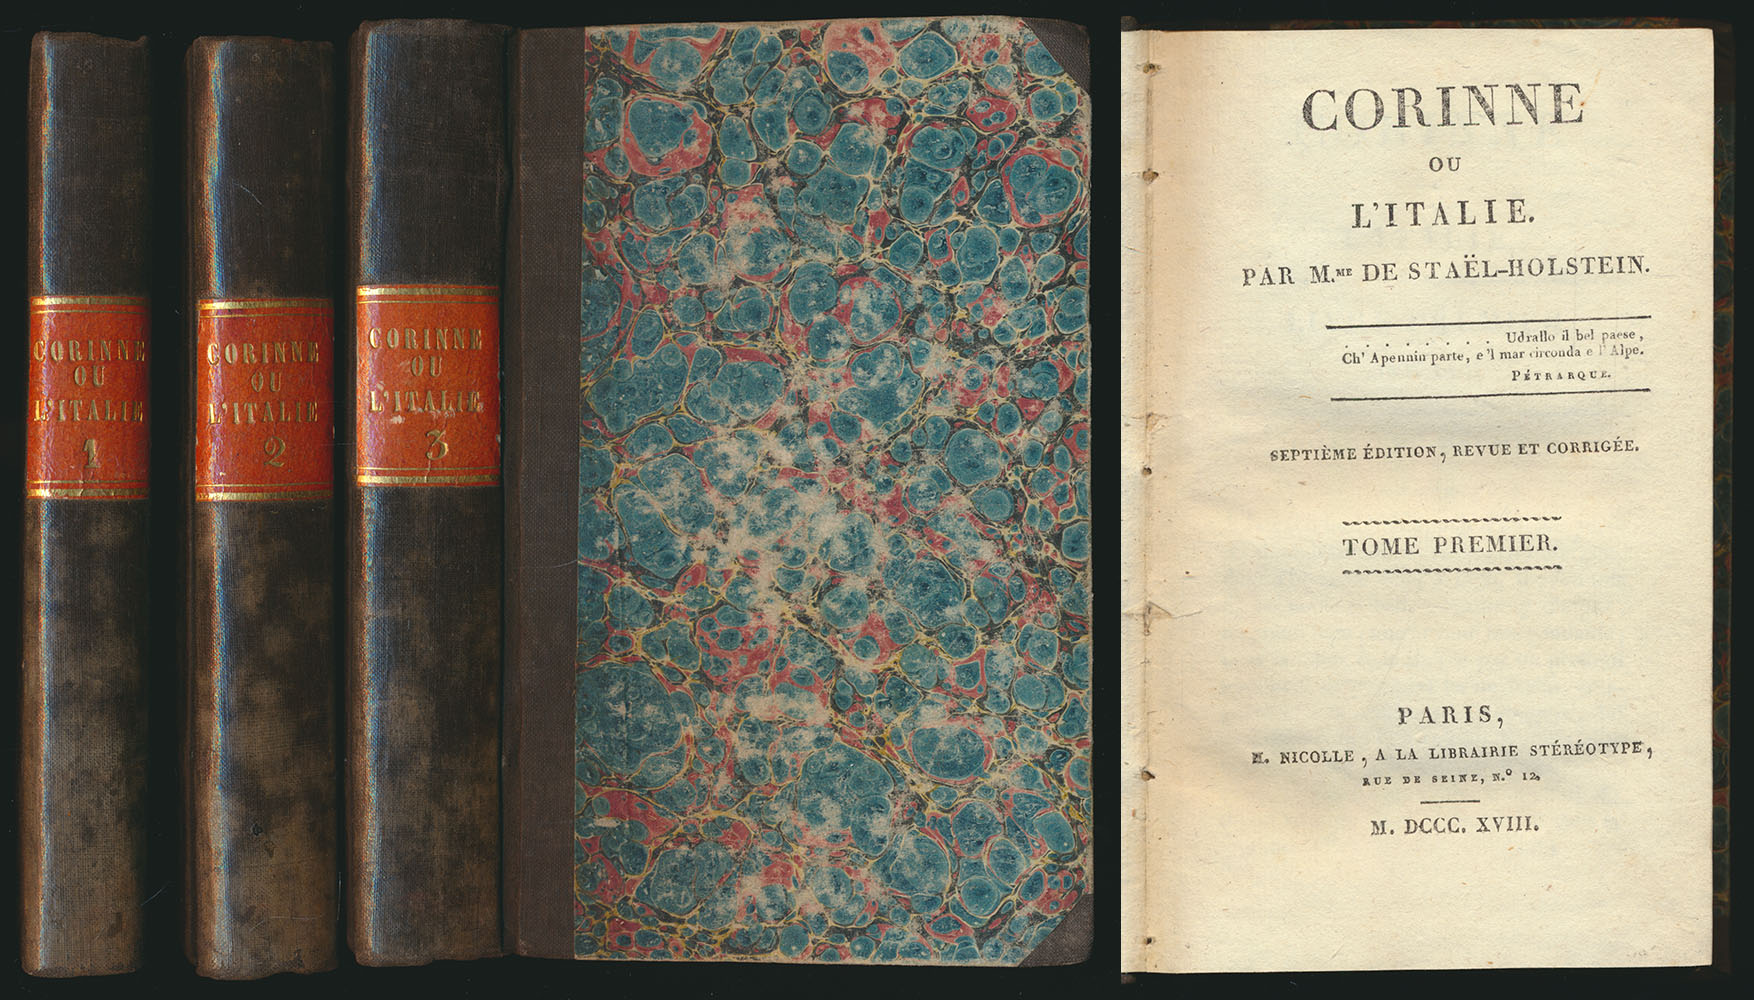 CORINNE
OU
L'ITALIE
1
CORINNE
OU
L'ITALIE
2
CORINNE
OU
L'ITALIE
3
CORINNE
OU
L'ITALIE.
PAR M.ME DE STAËL-HOLSTEIN.
. . . . . . . . . Udrallo il bel paese,
Ch' Apennin parte, e 'l mar circonda e l'Alpe.
PÉTRARQUE.
SEPTIÈME ÉDITION, REVUE ET CORRIGÉE.
TOME PREMIER.
PARIS,
H. NICOLLE, A LA LIBRAIRIE STÉRÉOTYPE,
RUE DE SEINE, N.º 12.
M. DCCC. XVIII.